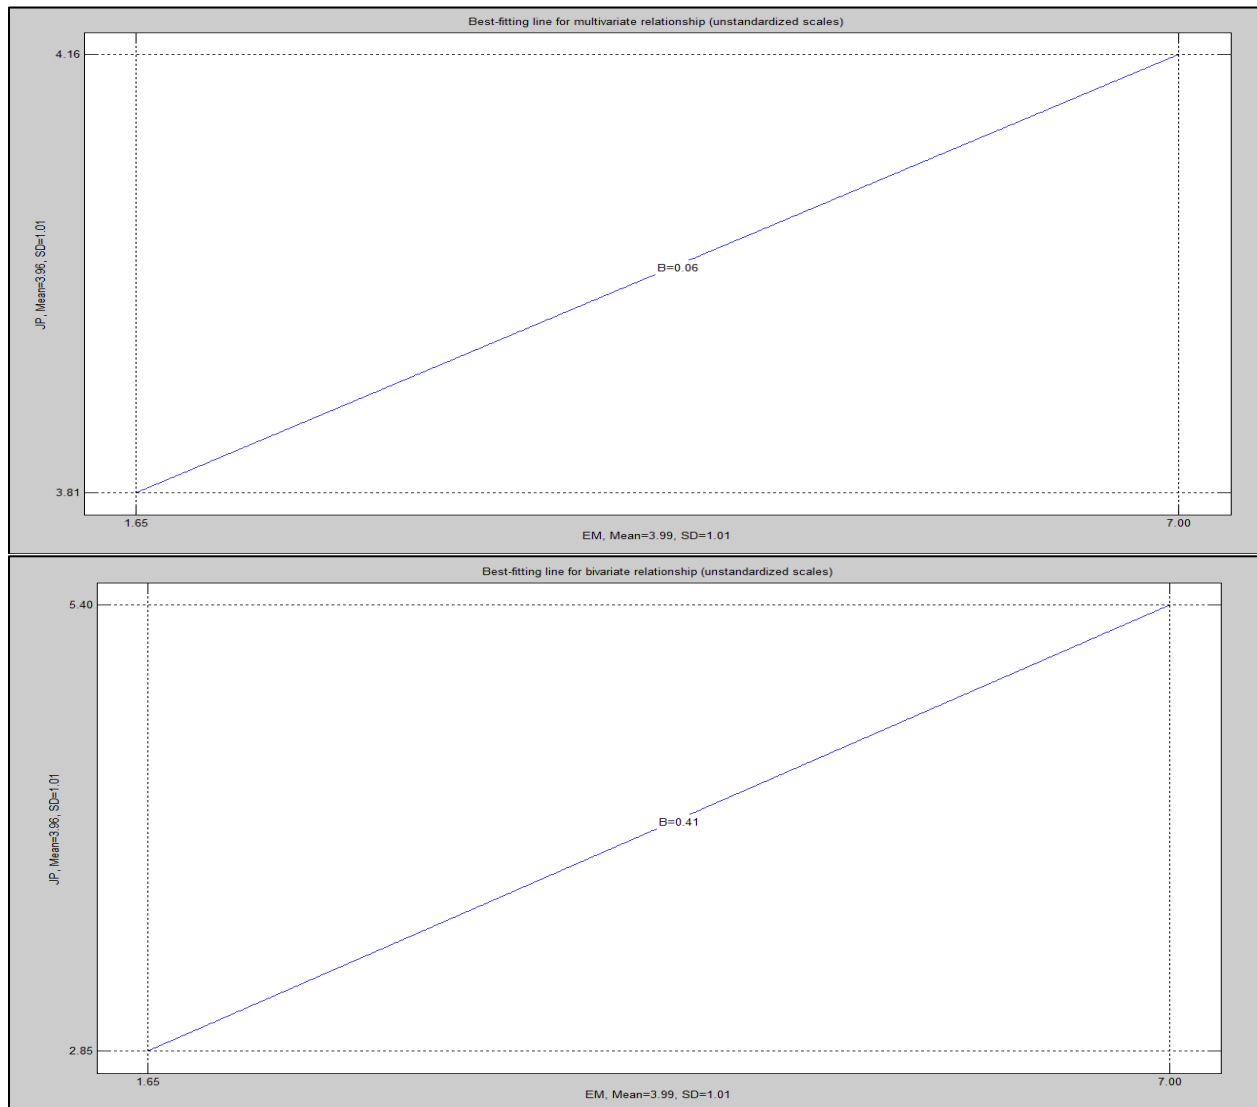 Best-fitting line for multivariate relationship (unstandardized scales)
4.16
JP, Mean=3.96, SD=1.01
B=0.06
3.81
1.65
7.00
EM, Mean=3.99, SD=1.01
Best-fitting line for bivariate relationship (unstandardized scales)
5.40
JP, Mean=3.96, SD=1.01
B=0.41
2.85
1.65
7.00
EM, Mean=3.99, SD=1.01